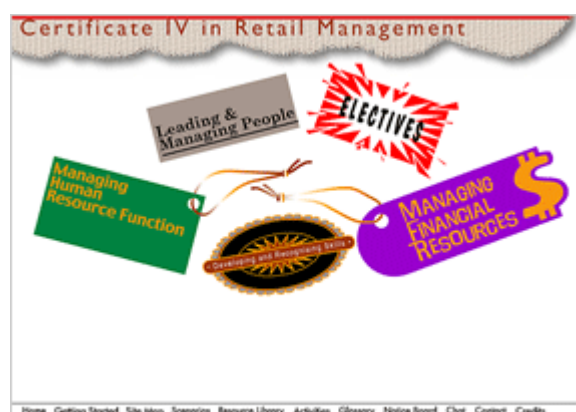 Certificate IV in Retail Management
Leading &
Managing People
ELECTIVES
Managing
Human
Resource Function
MANAGING
FINANCIAL
RESOURCES
$
Developing and Recognising Skills
Home Getting Started Site Map Scenarios Resource Library Activities Glossary Notice Board Chat Contact Credits